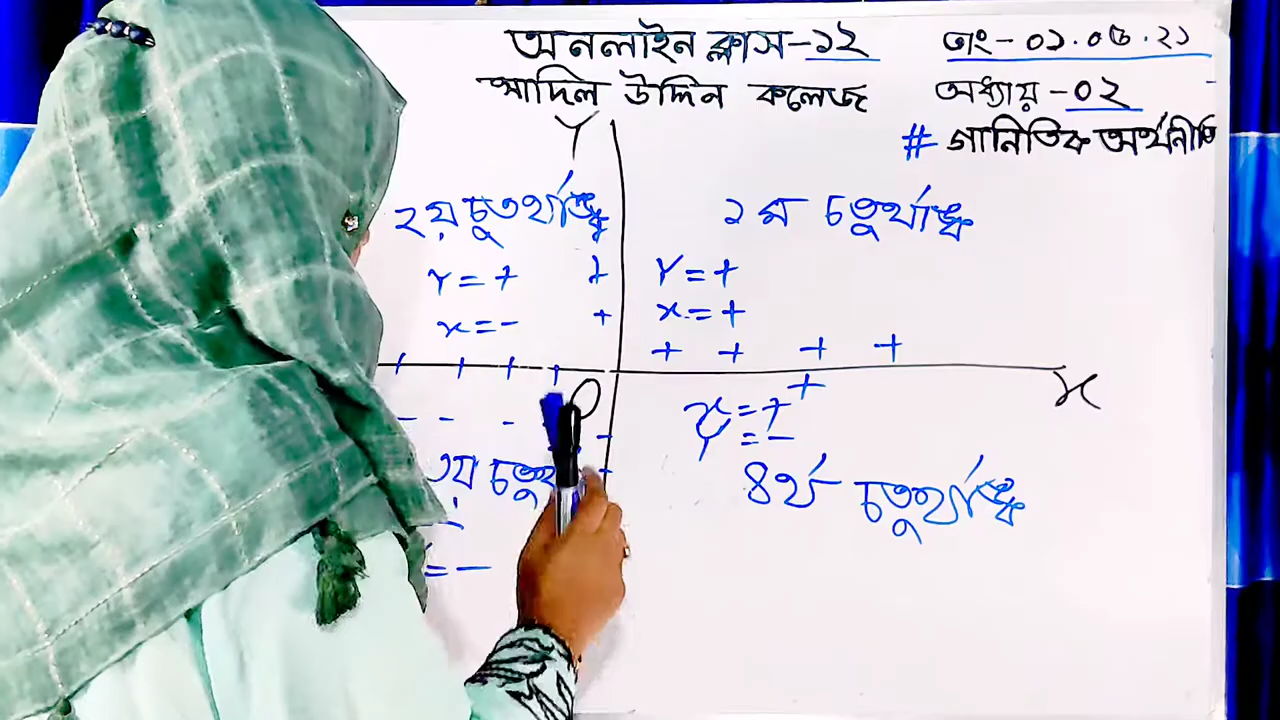 অনলাইন ক্লাস-১২
তাং-০১.০৫.২১
আদিল উদ্দিন কলেজ
অধ্যায়-০২
# গানিতিক অর্থনীতি
Y
২য় চতুর্থাঙ্ক
১ম চতুর্থাঙ্ক
Y = + +
Y = +
x = - +
x = +
+ + + +
+
O
x
- - - -
x = +
Y = -
৩য় চতুর্থ
৪র্থ চতুর্থাঙ্ক
= -